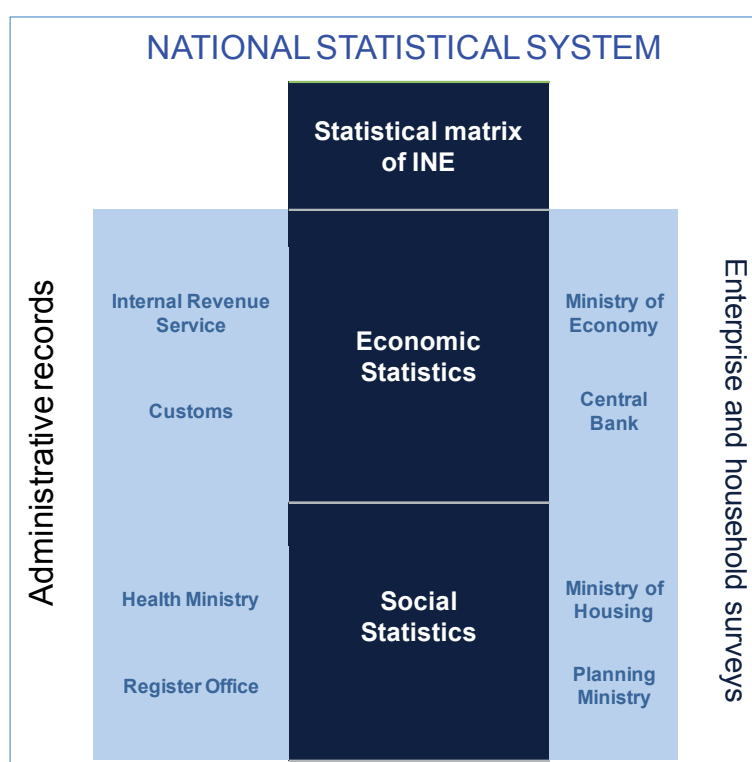 NATIONAL STATISTICAL SYSTEM
Statistical matrix
of INE
Administrative records
Internal Revenue
Service
Customs
Economic
Statistics
Ministry of
Economy
Central
Bank
Health Ministry
Register Office
Social
Statistics
Ministry of
Housing
Planning
Ministry
Enterprise and household surveys